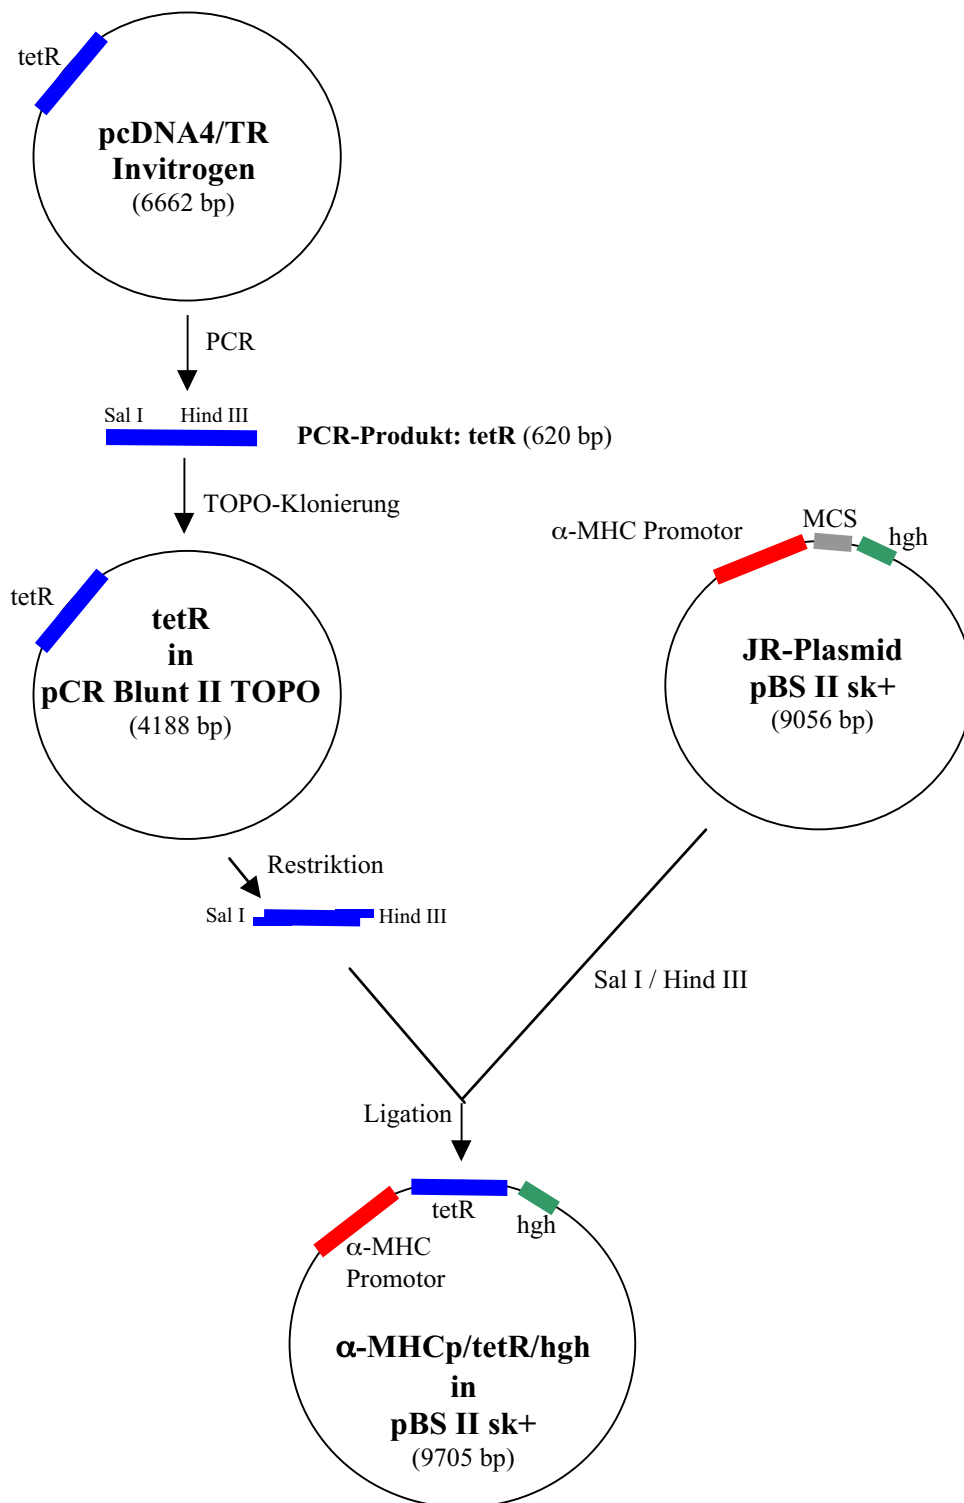 tetR
pcDNA4/TR
Invitrogen
(6662 bp)
PCR
Sal I Hind III
PCR-Produkt: tetR (620 bp)
TOPO-Klonierung
tetR
tetR
in
pCR Blunt II TOPO
(4188 bp)
α-MHC Promotor
MCS
hgh
JR-Plasmid
pBS II sk+
(9056 bp)
Restriktion
Sal I Hind III
Sal I / Hind III
Ligation
tetR
hgh
α-MHC
Promotor
α-MHCp/tetR/hgh
in
pBS II sk+
(9705 bp)